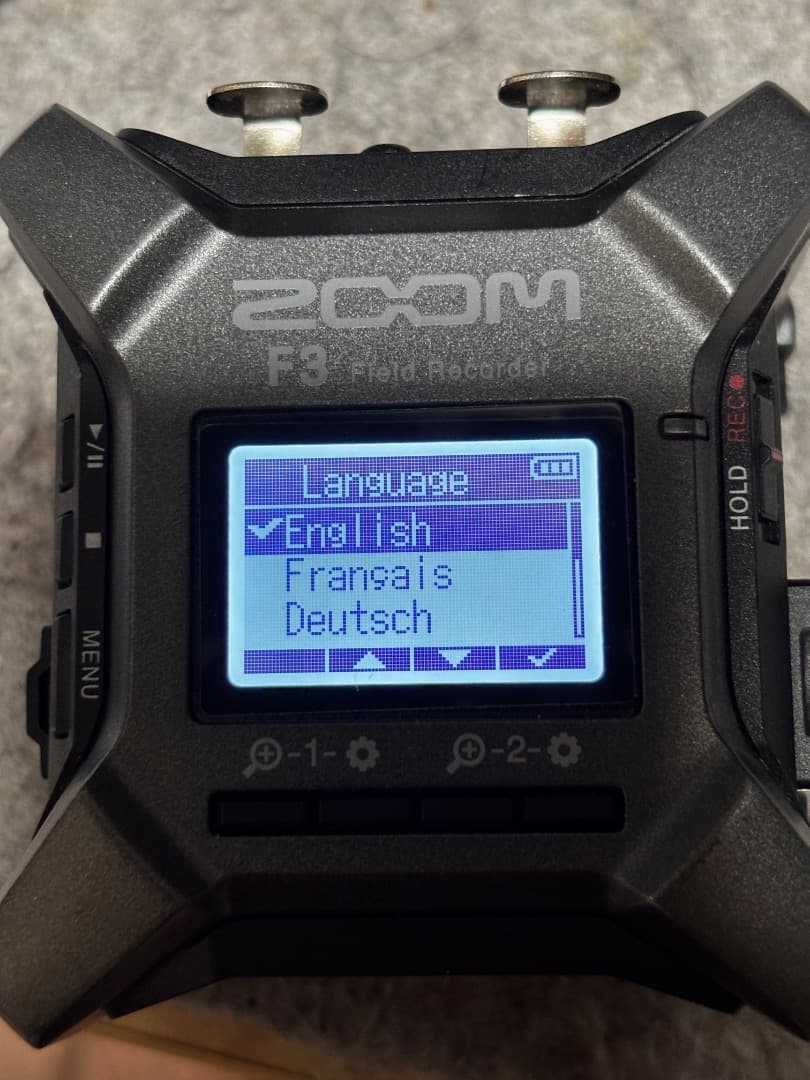 ZOOM
F3 Field Recorder
Language
English
Français
Deutsch
REC
HOLD
MENU
-1-
-2-